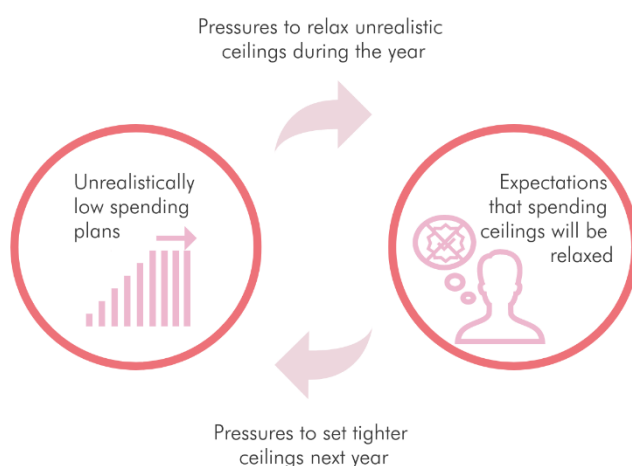 Pressures to relax unrealistic
ceilings during the year
Unrealistically
low spending
plans
Expectations
that spending
ceilings will be
relaxed
Pressures to set tighter
ceilings next year